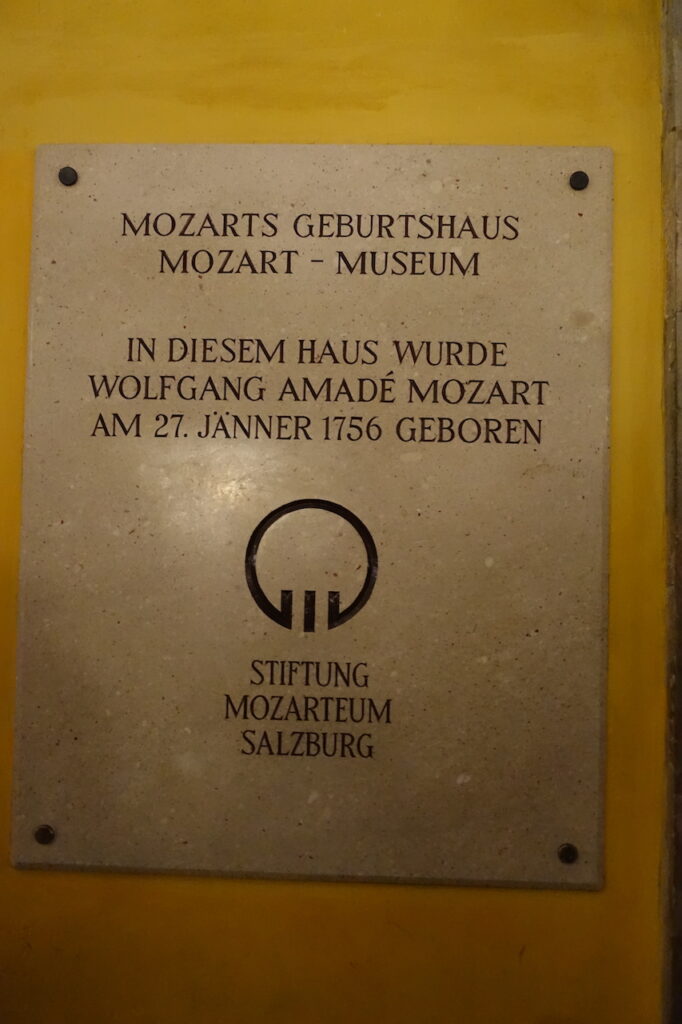 MOZARTS GEBURTSHAUS
MOZART - MUSEUM
IN DIESEM HAUS WURDE
WOLFGANG AMADÉ MOZART
AM 27. JÄNNER 1756 GEBOREN
STIFTUNG
MOZARTEUM
SALZBURG